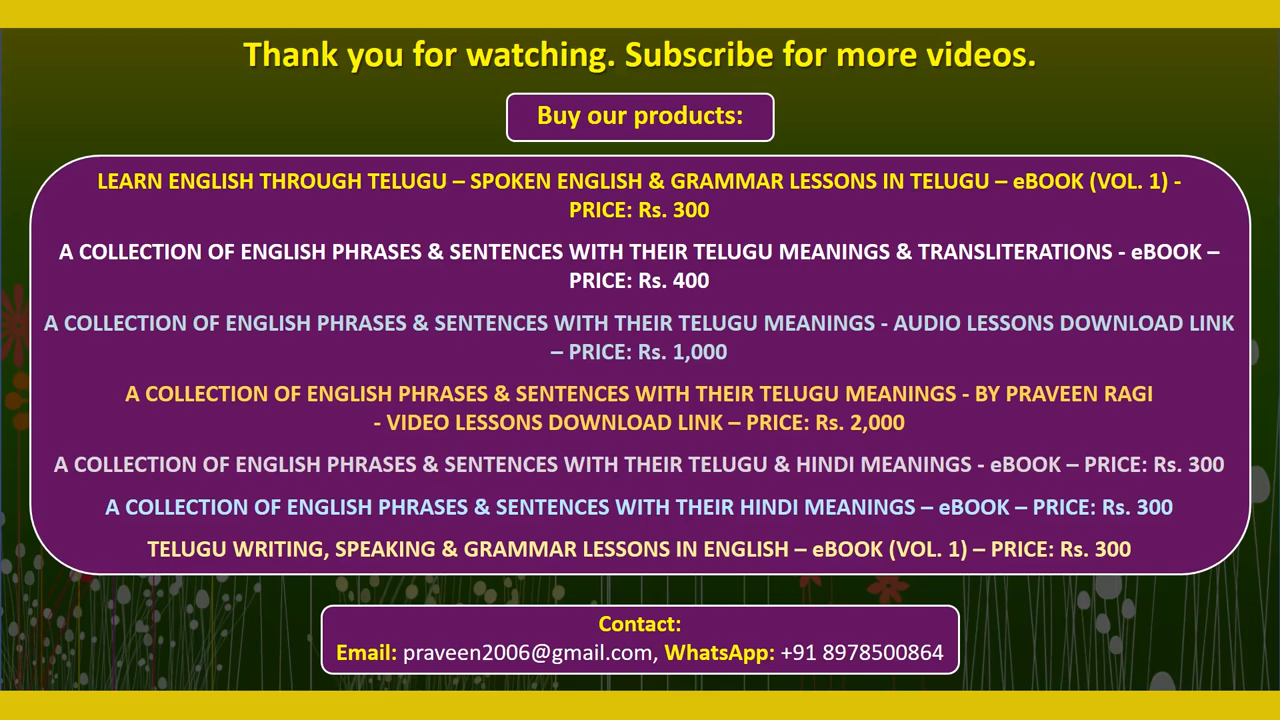 Thank you for watching. Subscribe for more videos.
Buy our products:
LEARN ENGLISH THROUGH TELUGU – SPOKEN ENGLISH & GRAMMAR LESSONS IN TELUGU – eBOOK (VOL. 1) -
PRICE: Rs. 300
A COLLECTION OF ENGLISH PHRASES & SENTENCES WITH THEIR TELUGU MEANINGS & TRANSLITERATIONS - eBOOK –
PRICE: Rs. 400
A COLLECTION OF ENGLISH PHRASES & SENTENCES WITH THEIR TELUGU MEANINGS - AUDIO LESSONS DOWNLOAD LINK
– PRICE: Rs. 1,000
A COLLECTION OF ENGLISH PHRASES & SENTENCES WITH THEIR TELUGU MEANINGS - BY PRAVEEN RAGI
- VIDEO LESSONS DOWNLOAD LINK – PRICE: Rs. 2,000
A COLLECTION OF ENGLISH PHRASES & SENTENCES WITH THEIR TELUGU & HINDI MEANINGS - eBOOK – PRICE: Rs. 300
A COLLECTION OF ENGLISH PHRASES & SENTENCES WITH THEIR HINDI MEANINGS – eBOOK – PRICE: Rs. 300
TELUGU WRITING, SPEAKING & GRAMMAR LESSONS IN ENGLISH – eBOOK (VOL. 1) – PRICE: Rs. 300
Contact:
Email: praveen2006@gmail.com, WhatsApp: +91 8978500864